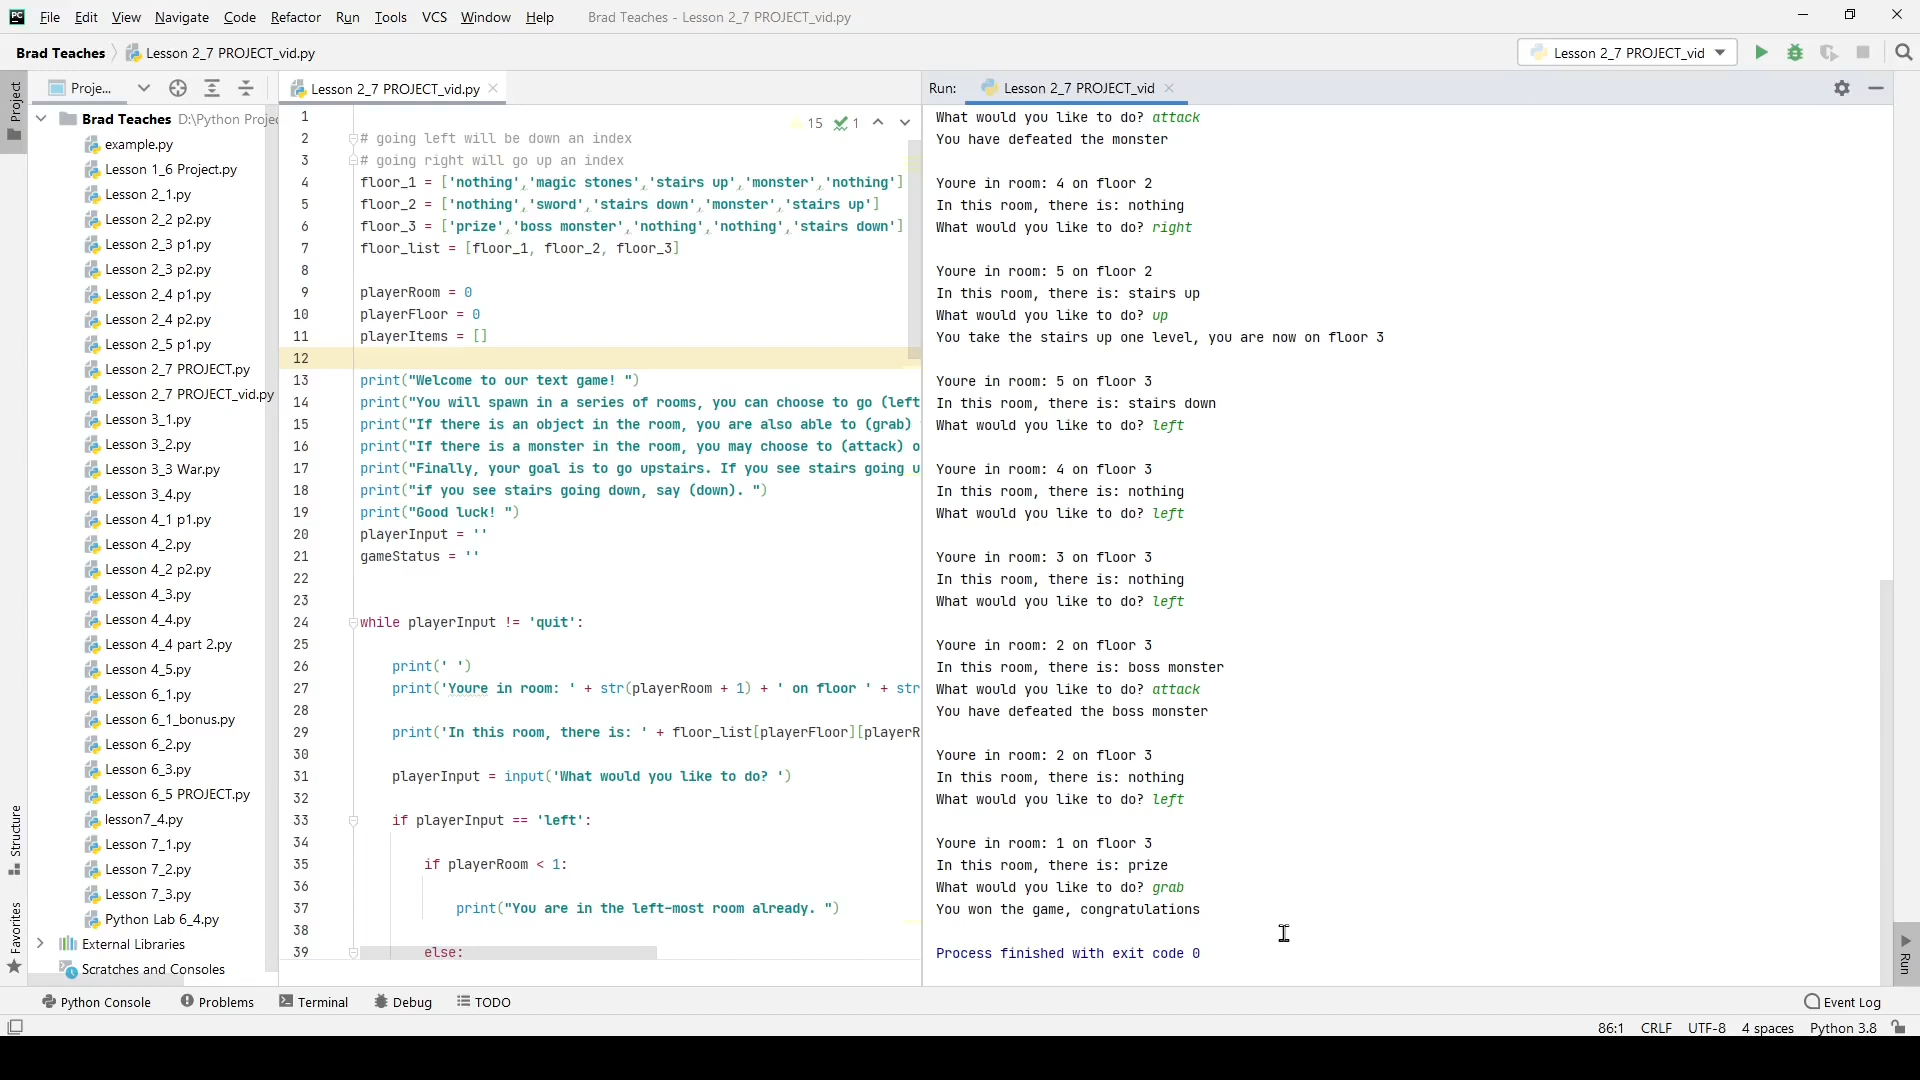 File Edit View Navigate Code Refactor Run Tools VCS Window Help Brad Teaches - Lesson 2_7 PROJECT_vid.py
Brad Teaches Lesson 2_7 PROJECT_vid.py Lesson 2_7 PROJECT_vid
Project
Structure
Favorites
Proje...
Brad Teaches D:\Python Proje
example.py
Lesson 1_6 Project.py
Lesson 2_1.py
Lesson 2_2 p2.py
Lesson 2_3 p1.py
Lesson 2_3 p2.py
Lesson 2_4 p1.py
Lesson 2_4 p2.py
Lesson 2_5 p1.py
Lesson 2_7 PROJECT.py
Lesson 2_7 PROJECT_vid.py
Lesson 3_1.py
Lesson 3_2.py
Lesson 3_3 War.py
Lesson 3_4.py
Lesson 4_1 p1.py
Lesson 4_2.py
Lesson 4_2 p2.py
Lesson 4_3.py
Lesson 4_4.py
Lesson 4_4 part 2.py
Lesson 4_5.py
Lesson 6_1.py
Lesson 6_1_bonus.py
Lesson 6_2.py
Lesson 6_3.py
Lesson 6_5 PROJECT.py
lesson7_4.py
Lesson 7_1.py
Lesson 7_2.py
Lesson 7_3.py
Python Lab 6_4.py
External Libraries
Scratches and Consoles
Lesson 2_7 PROJECT_vid.py
15 1
1
2 # going left will be down an index
3 # going right will go up an index
4 floor_1 = ['nothing','magic stones','stairs up','monster','nothing']
5 floor_2 = ['nothing','sword','stairs down','monster','stairs up']
6 floor_3 = ['prize','boss monster','nothing','nothing','stairs down']
7 floor_list = [floor_1, floor_2, floor_3]
8
9 playerRoom = 0
10 playerFloor = 0
11 playerItems = []
12
13 print("Welcome to our text game! ")
14 print("You will spawn in a series of rooms, you can choose to go (left
15 print("If there is an object in the room, you are also able to (grab)
16 print("If there is a monster in the room, you may choose to (attack) o
17 print("Finally, your goal is to go upstairs. If you see stairs going u
18 print("if you see stairs going down, say (down). ")
19 print("Good luck! ")
20 playerInput = ''
21 gameStatus = ''
22
23
24 while playerInput != 'quit':
25
26 print(' ')
27 print('Youre in room: ' + str(playerRoom + 1) + ' on floor ' + str
28
29 print('In this room, there is: ' + floor_list[playerFloor][playerR
30
31 playerInput = input('What would you like to do? ')
32
33 if playerInput == 'left':
34
35 if playerRoom < 1:
36
37 print("You are in the left-most room already. ")
38
39 else:
Run: Lesson 2_7 PROJECT_vid
What would you like to do? attack
You have defeated the monster
Youre in room: 4 on floor 2
In this room, there is: nothing
What would you like to do? right
Youre in room: 5 on floor 2
In this room, there is: stairs up
What would you like to do? up
You take the stairs up one level, you are now on floor 3
Youre in room: 5 on floor 3
In this room, there is: stairs down
What would you like to do? left
Youre in room: 4 on floor 3
In this room, there is: nothing
What would you like to do? left
Youre in room: 3 on floor 3
In this room, there is: nothing
What would you like to do? left
Youre in room: 2 on floor 3
In this room, there is: boss monster
What would you like to do? attack
You have defeated the boss monster
Youre in room: 2 on floor 3
In this room, there is: nothing
What would you like to do? left
Youre in room: 1 on floor 3
In this room, there is: prize
What would you like to do? grab
You won the game, congratulations
Process finished with exit code 0
Run
Python Console Problems Terminal Debug TODO Event Log
86:1 CRLF UTF-8 4 spaces Python 3.8